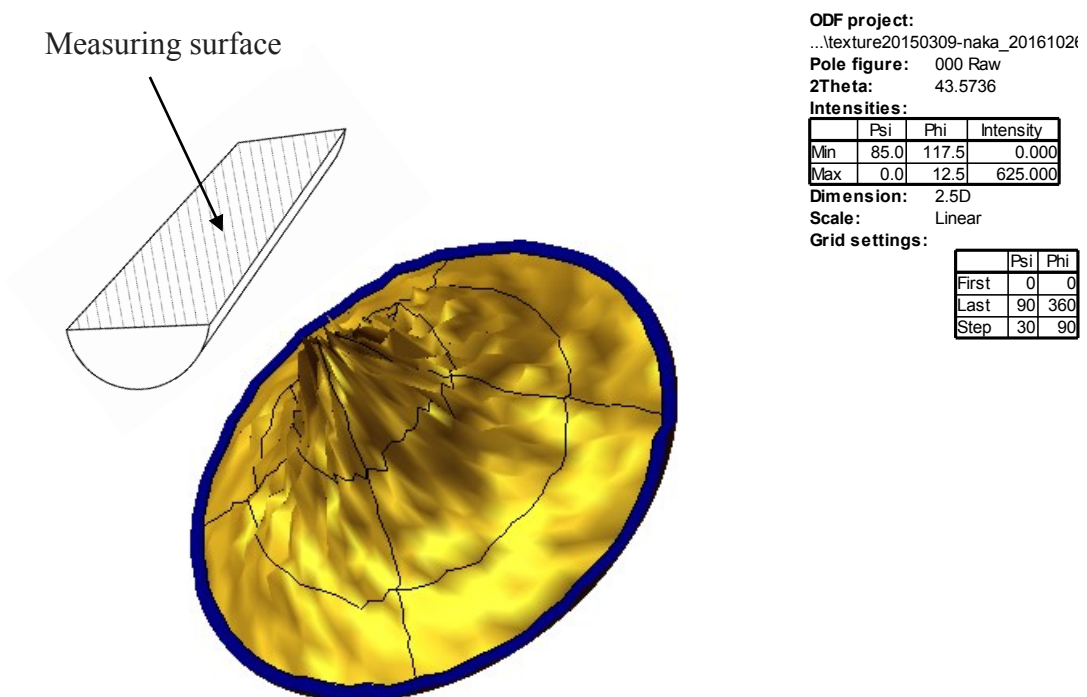 Measuring surface
ODF project:
...\texture20150309-naka_20161026
Pole figure: 000 Raw
2Theta: 43.5736
Intensities:
Psi Phi Intensity
Min 85.0 117.5 0.000
Max 0.0 12.5 625.000
Dimension: 2.5D
Scale: Linear
Grid settings:
Psi Phi
First 0 0
Last 90 360
Step 30 90